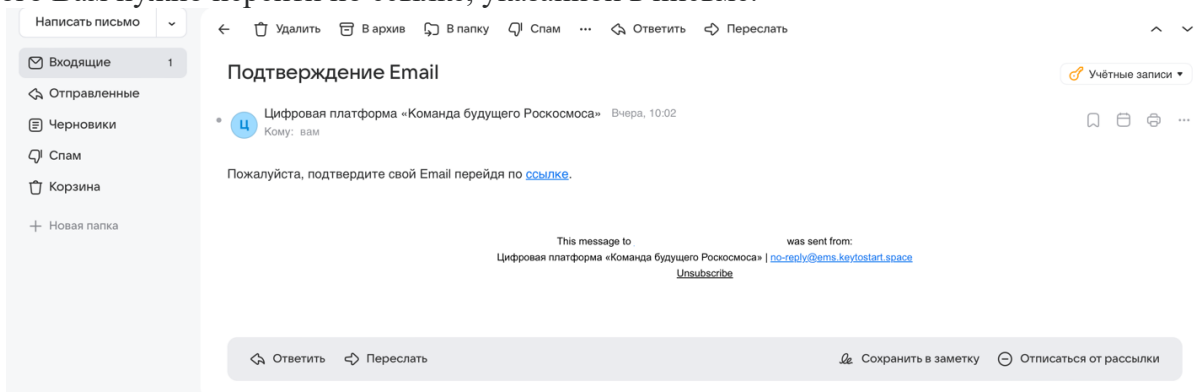 Написать письмо
Удалить В архив В папку Спам ... Ответить Переслать
Входящие 1
Отправленные
Черновики
Спам
Корзина
Новая папка
Подтверждение Email
Учётные записи
Ц
Цифровая платформа «Команда будущего Роскосмоса» Вчера, 10:02
Кому: вам
Пожалуйста, подтвердите свой Email перейдя по ссылке.
This message to was sent from:
Цифровая платформа «Команда будущего Роскосмоса» | no-reply@ems.keytostart.space
Unsubscribe
Ответить Переслать Сохранить в заметку Отписаться от рассылки